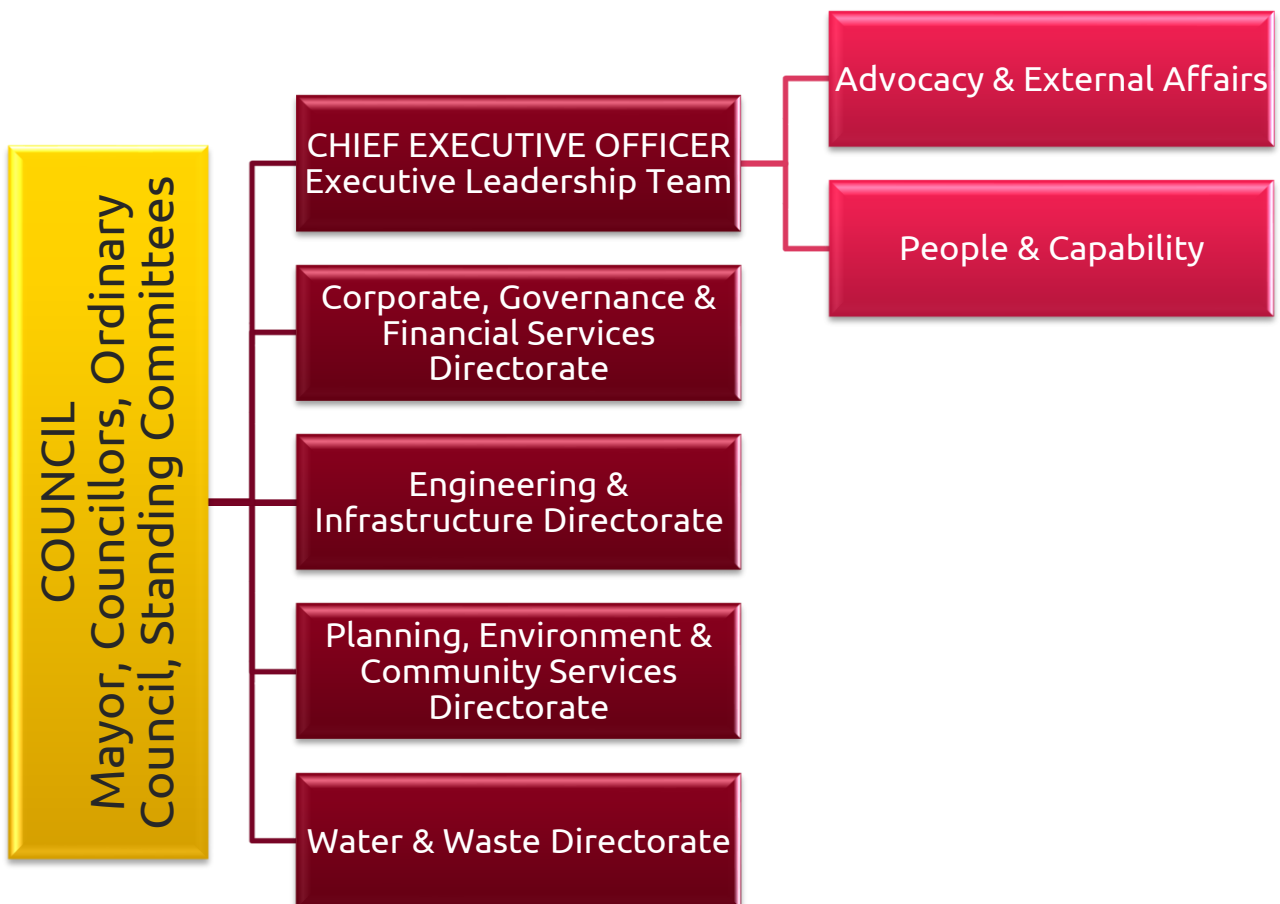 COUNCIL
Mayor, Councillors, Ordinary
Council, Standing Committees
CHIEF EXECUTIVE OFFICER
Executive Leadership Team
Advocacy & External Affairs
People & Capability
Corporate, Governance &
Financial Services
Directorate
Engineering &
Infrastructure Directorate
Planning, Environment &
Community Services
Directorate
Water & Waste Directorate